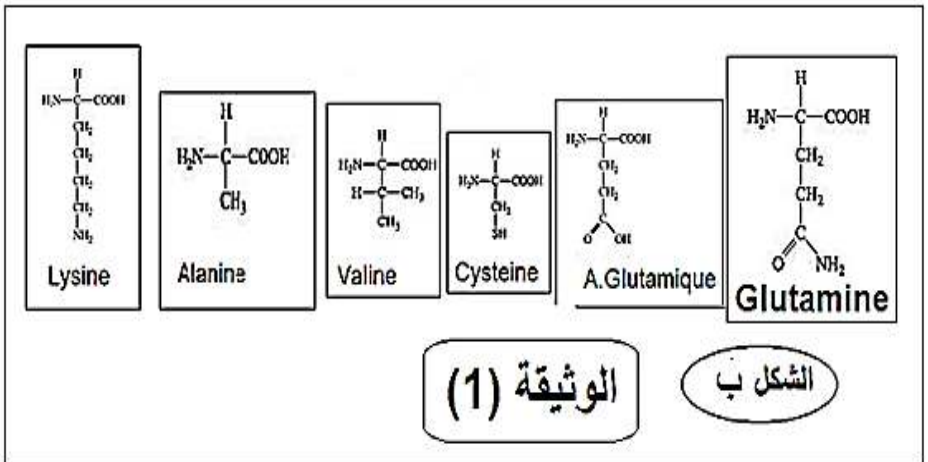 H
H₂N—C—COOH
CH₂
CH₂
CH₂
CH₂
NH₂
Lysine
H
H₂N—C—COOH
CH₃
Alanine
H
H₂N—C—COOH
H—C—CH₃
CH₃
Valine
H
H₂N—C—COOH
CH₂
SH
Cysteine
H
H₂N—C—COOH
CH₂
CH₂
C
O OH
A.Glutamique
H
H₂N—C—COOH
CH₂
CH₂
C
O NH₂
Glutamine
الشكل ب
الوثيقة (1)